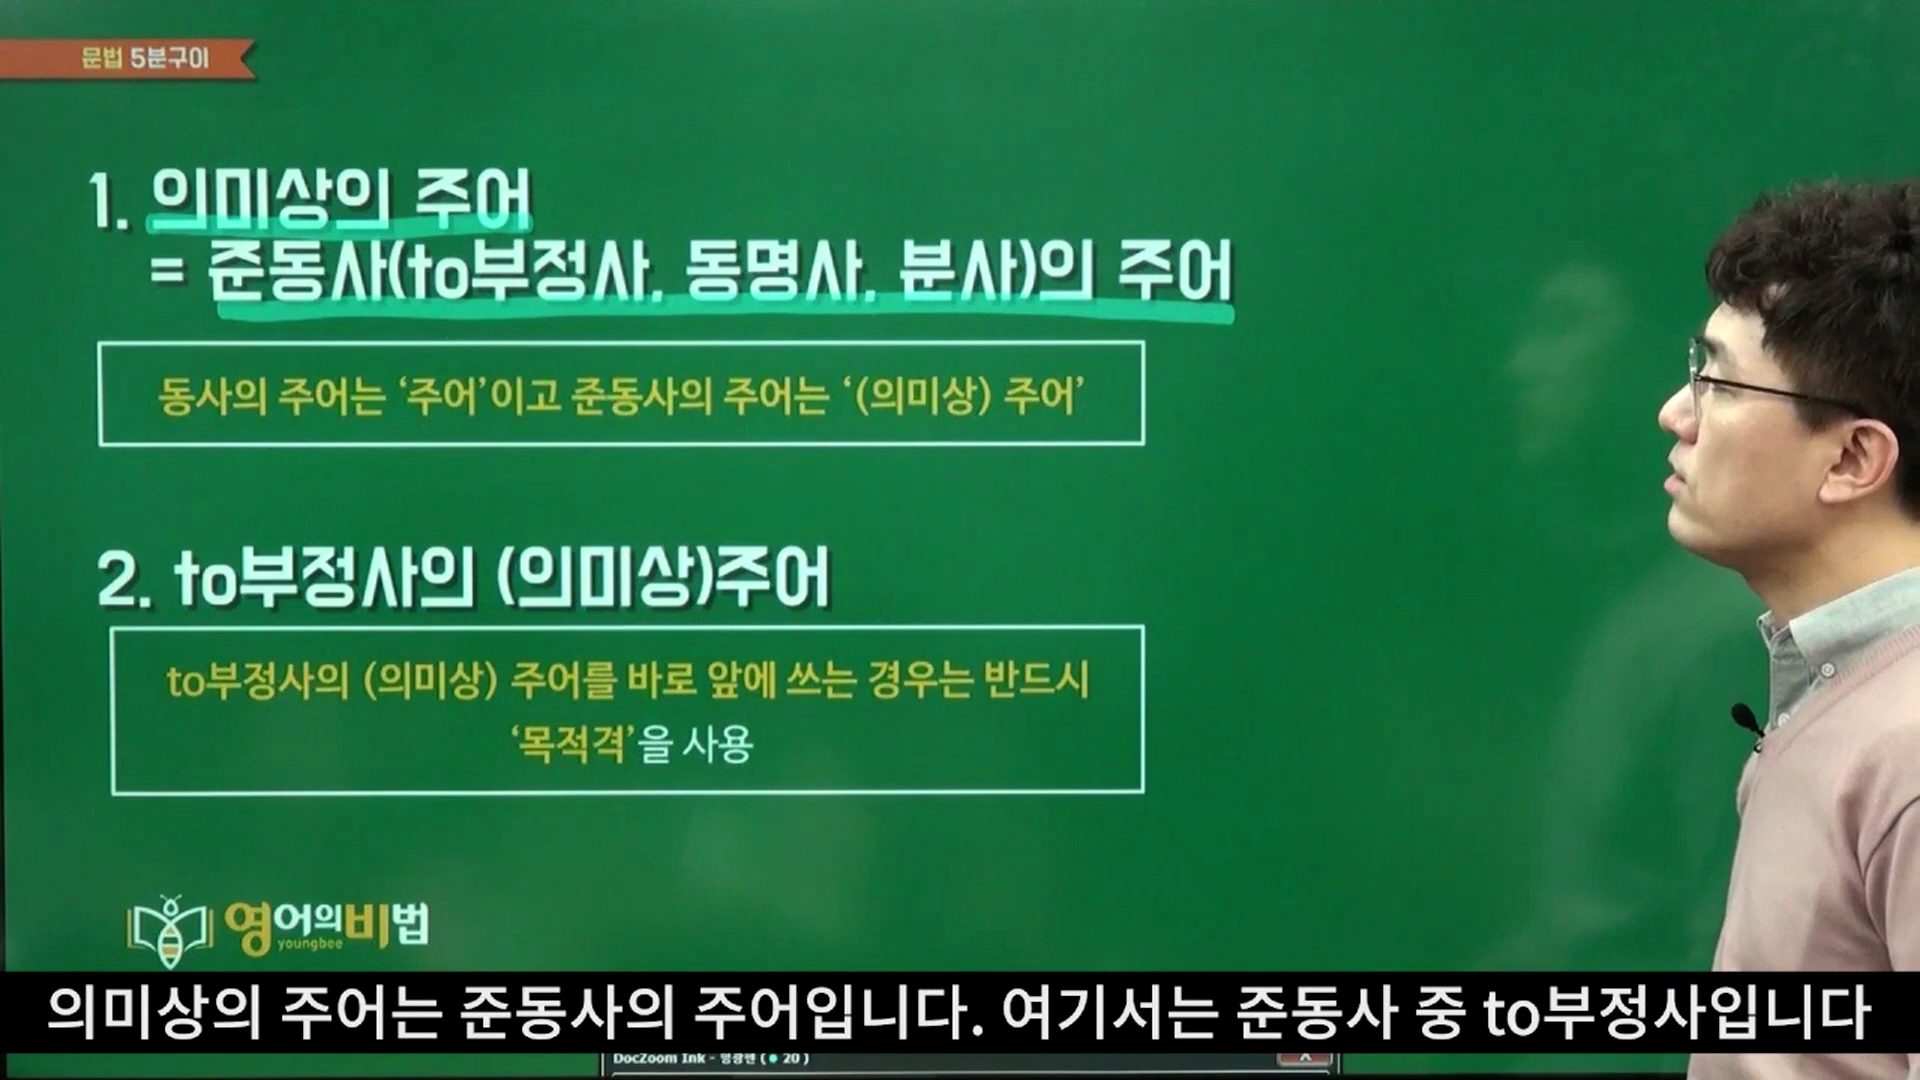 문법 5분구이
1. 의미상의 주어
= 준동사(to부정사, 동명사, 분사)의 주어
동사의 주어는 ‘주어’이고 준동사의 주어는 ‘(의미상) 주어’
2. to부정사의 (의미상)주어
to부정사의 (의미상) 주어를 바로 앞에 쓰는 경우는 반드시
‘목적격’을 사용
영어의비법
youngbee
의미상의 주어는 준동사의 주어입니다. 여기서는 준동사 중 to부정사입니다
DocZoom Ink - 형광펜 ( 20 )